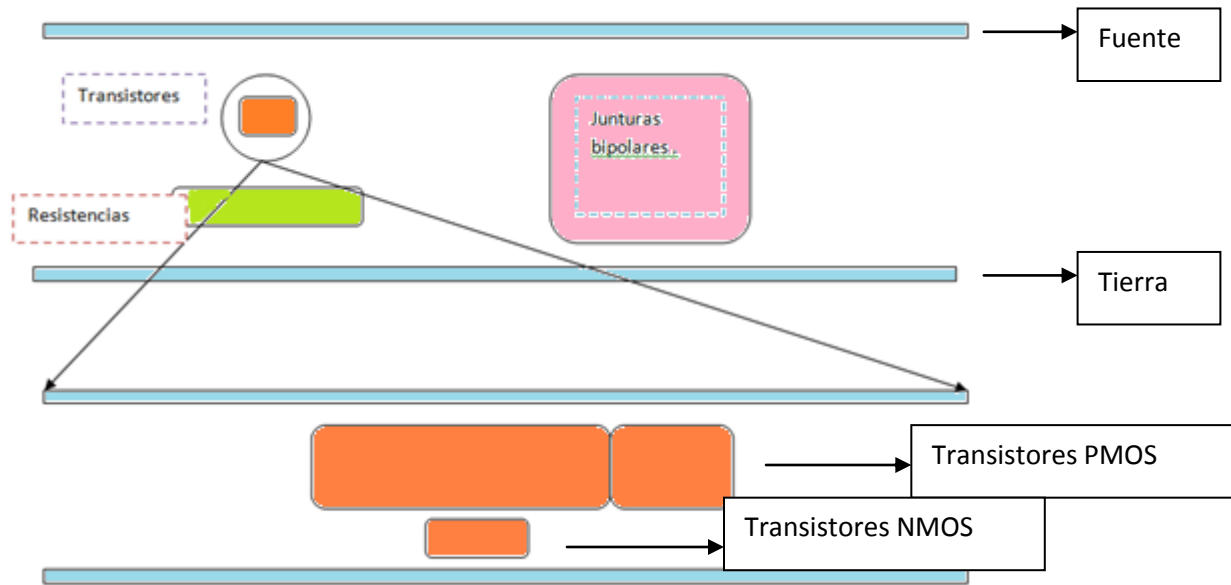 Fuente
Transistores
Junturas
bipolares.
Resistencias
Tierra
Transistores PMOS
Transistores NMOS